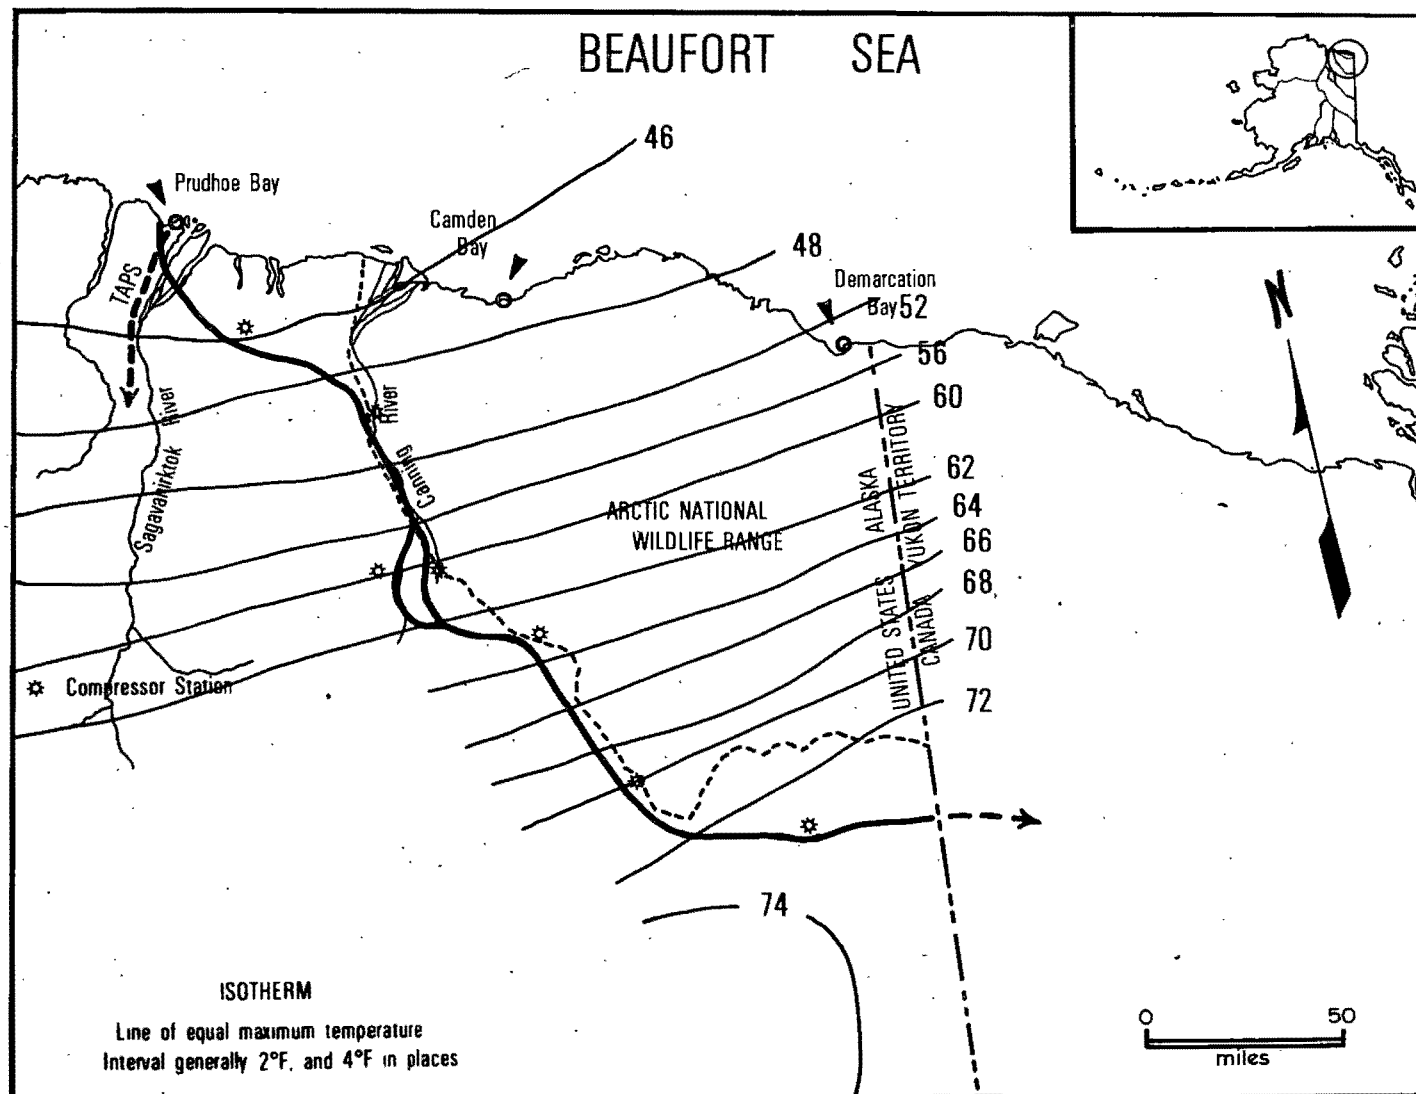 BEAUFORT SEA
46
Prudhoe Bay
Camden
Bay
48
Demarcation
Bay 52
N
TAPS
56
60
River
River
Canning
Sagavanirktok
62
ALASKA
YUKON TERRITORY
ARCTIC NATIONAL
WILDLIFE RANGE
64
66
68
UNITED STATES
CANADA
70
Compressor Station
72
74
ISOTHERM
Line of equal maximum temperature
Interval generally 2°F. and 4°F in places
0 50
miles